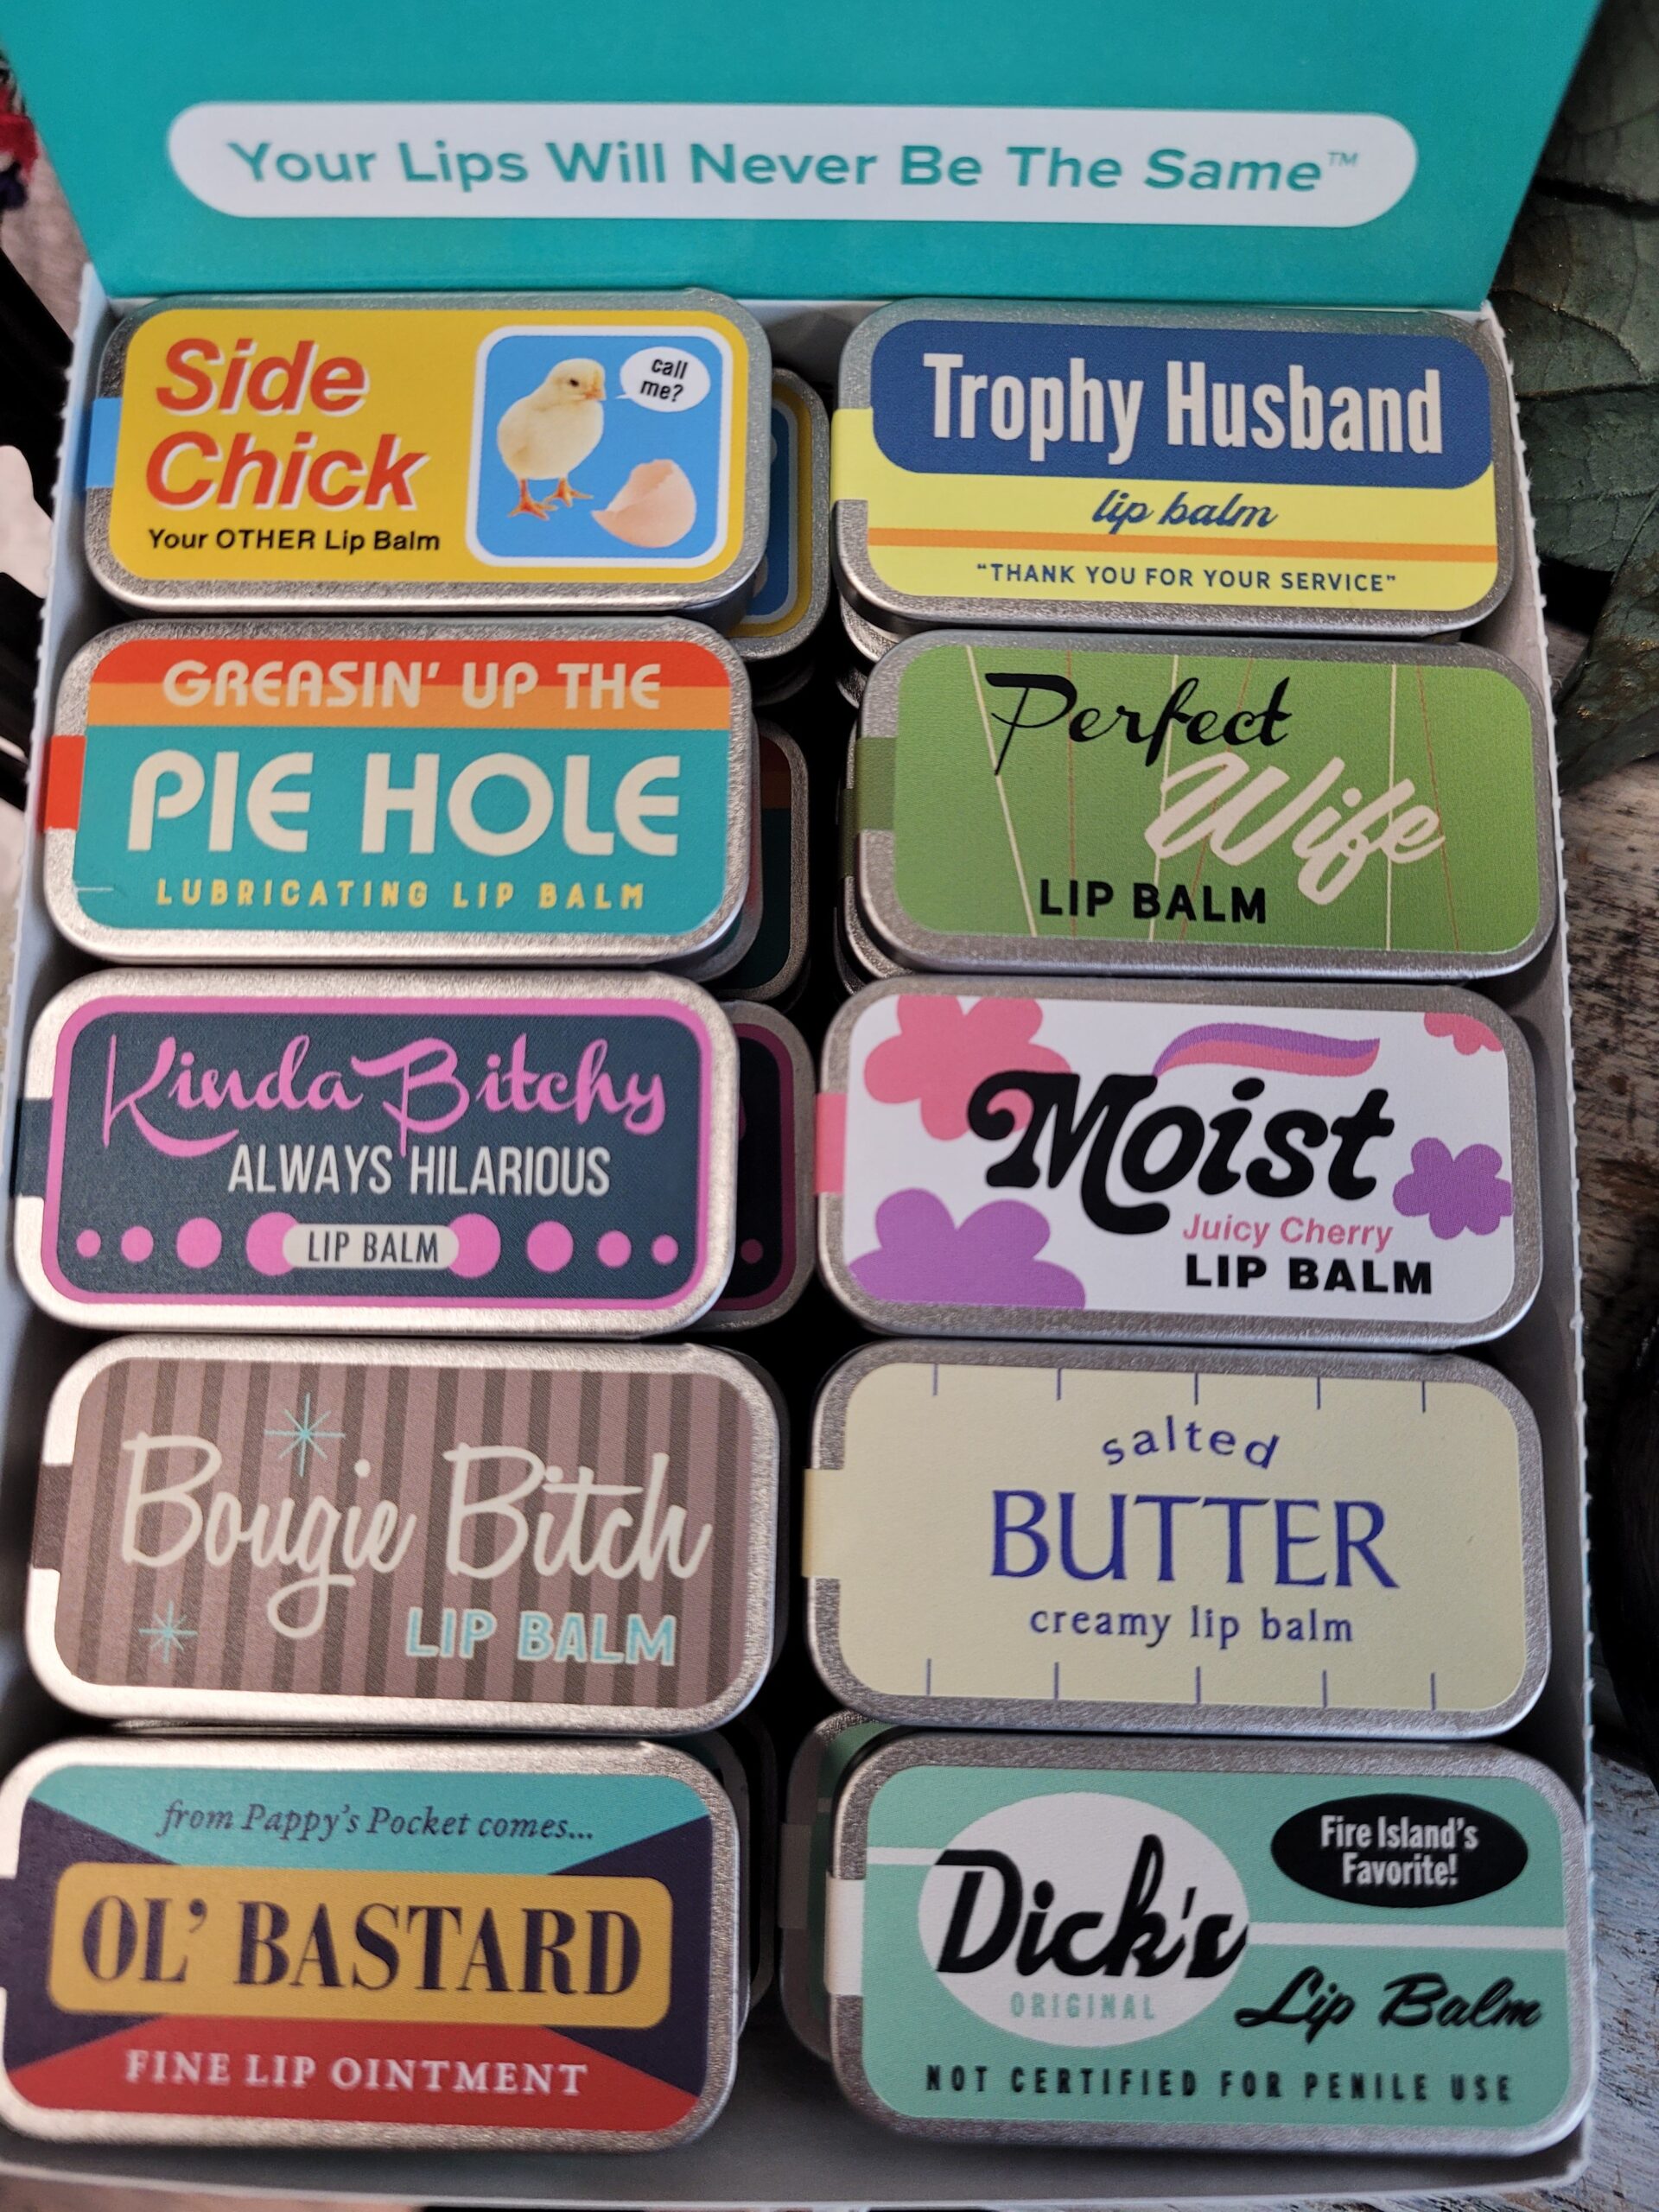 Your Lips Will Never Be The Same™
Side
Chick
Your OTHER Lip Balm
call
me?
Trophy Husband
lip balm
"THANK YOU FOR YOUR SERVICE"
GREASIN' UP THE
PIE HOLE
LUBRICATING LIP BALM
Perfect
Wife
LIP BALM
Kinda Bitchy
ALWAYS HILARIOUS
LIP BALM
Moist
Juicy Cherry
LIP BALM
Bougie Bitch
LIP BALM
salted
BUTTER
creamy lip balm
from Pappy's Pocket comes...
OL' BASTARD
FINE LIP OINTMENT
Dick's
ORIGINAL
Fire Island's
Favorite!
Lip Balm
NOT CERTIFIED FOR PENILE USE